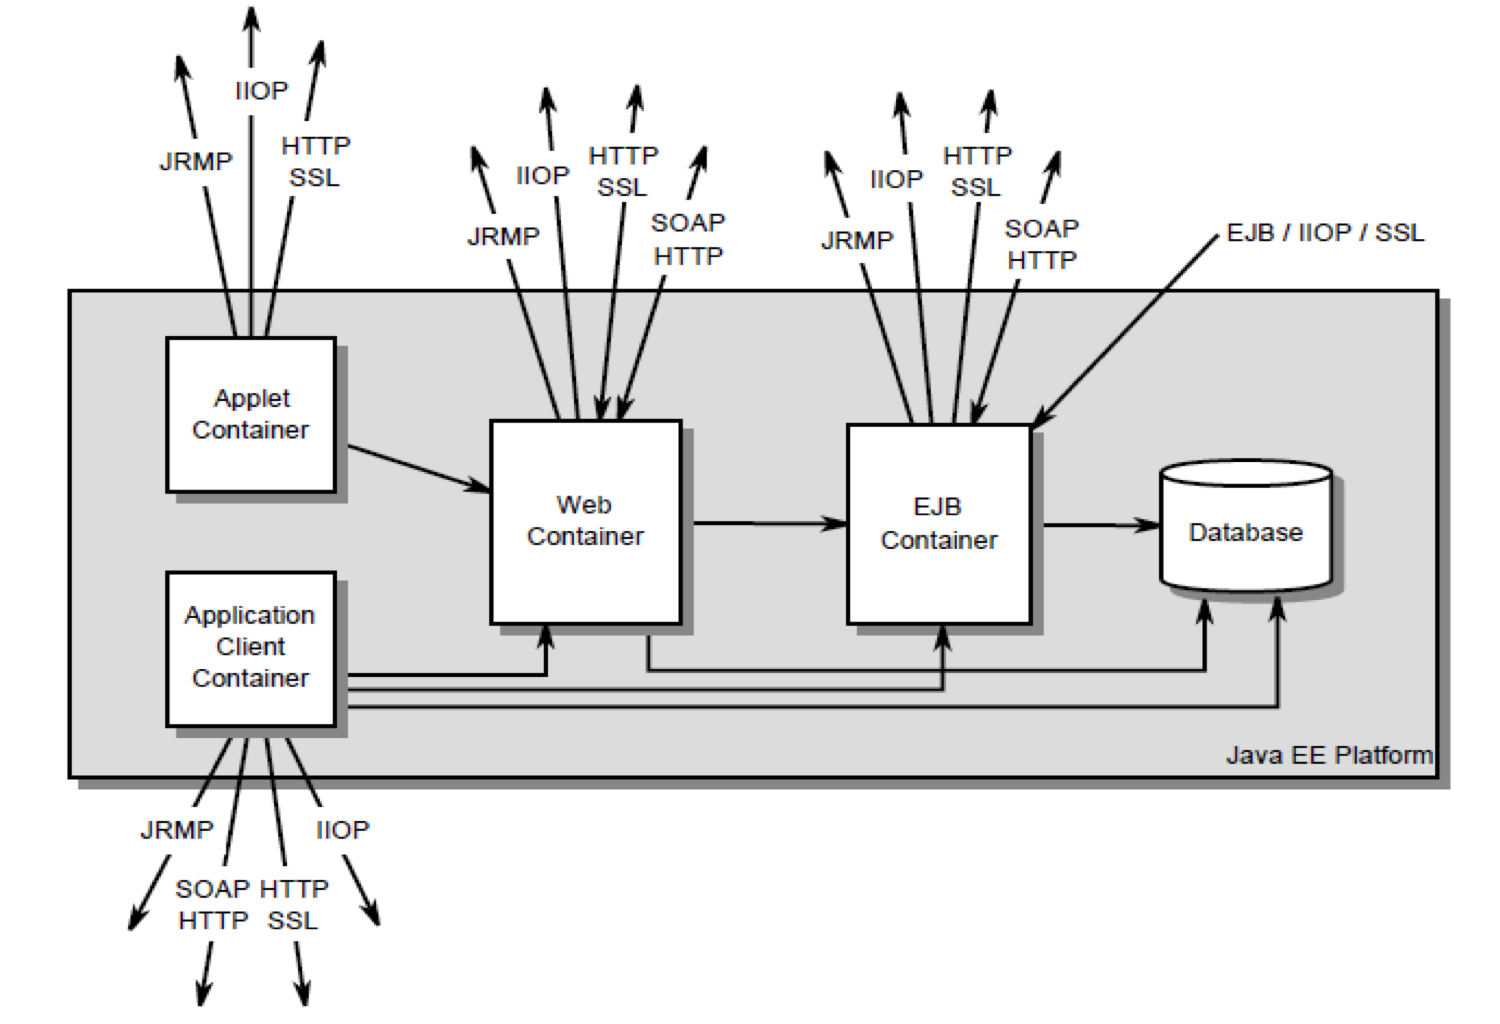 IIOP
JRMP
HTTP
SSL
IIOP
HTTP
SSL
JRMP
SOAP
HTTP
IIOP
HTTP
SSL
JRMP
SOAP
HTTP
EJB / IIOP / SSL
Applet
Container
Web
Container
EJB
Container
Database
Application
Client
Container
Java EE Platform
JRMP
IIOP
SOAP
HTTP
HTTP
SSL